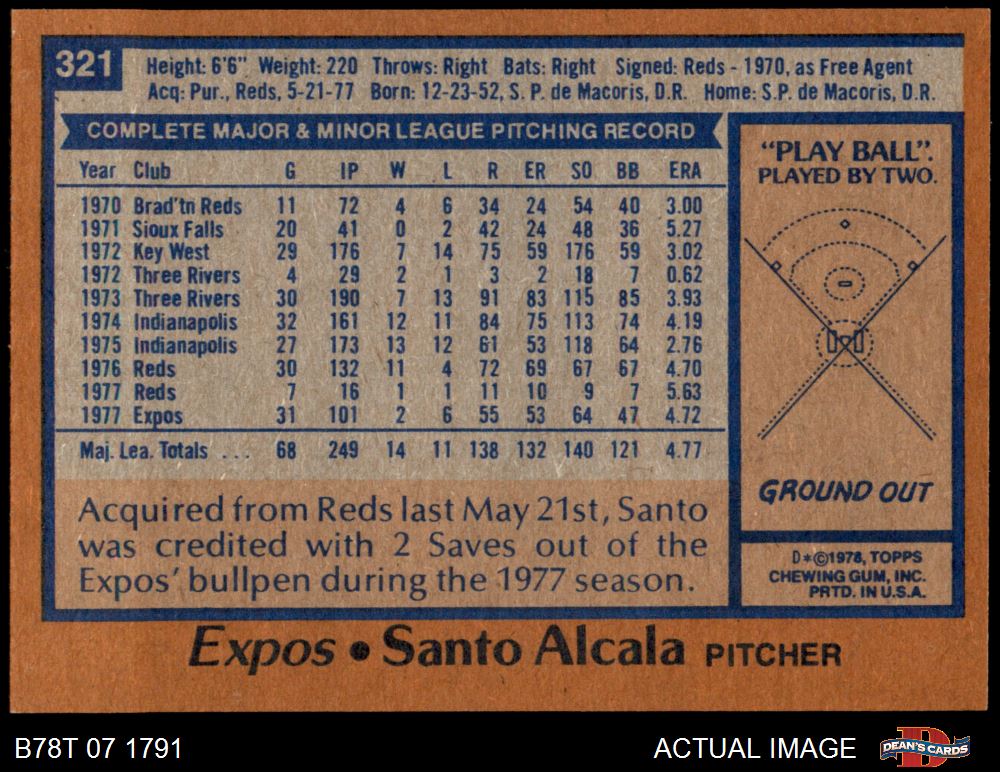 321
Height: 6'6" Weight: 220 Throws: Right Bats: Right Signed: Reds - 1970, as Free Agent
Acq: Pur., Reds, 5-21-77 Born: 12-23-52, S. P. de Macoris, D.R. Home: S.P. de Macoris, D.R.
COMPLETE MAJOR & MINOR LEAGUE PITCHING RECORD
Year Club G IP W L R ER SO BB ERA
1970 Brad'tn Reds 11 72 4 6 34 24 54 40 3.00
1971 Sioux Falls 20 41 0 2 42 24 48 36 5.27
1972 Key West 29 176 7 14 75 59 176 59 3.02
1972 Three Rivers 4 29 2 1 3 2 18 7 0.62
1973 Three Rivers 30 190 7 13 91 83 115 85 3.93
1974 Indianapolis 32 161 12 11 84 75 113 74 4.19
1975 Indianapolis 27 173 13 12 61 53 118 64 2.76
1976 Reds 30 132 11 4 72 69 67 67 4.70
1977 Reds 7 16 1 1 11 10 9 7 5.63
1977 Expos 31 101 2 6 55 53 64 47 4.72
Maj. Lea. Totals ... 68 249 14 11 138 132 140 121 4.77
Acquired from Reds last May 21st, Santo
was credited with 2 Saves out of the
Expos' bullpen during the 1977 season.
"PLAY BALL".
PLAYED BY TWO.
GROUND OUT
D*©1978, TOPPS
CHEWING GUM, INC.
PRTD. IN U.S.A.
Expos • Santo Alcala PITCHER
B78T 07 1791
ACTUAL IMAGE
D
DEAN'S CARDS